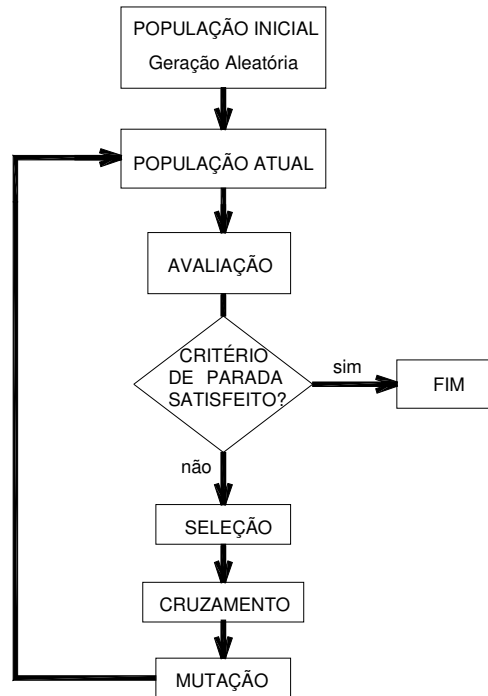 POPULAÇÃO INICIAL
Geração Aleatória
POPULAÇÃO ATUAL
AVALIAÇÃO
CRITÉRIO
DE PARADA
SATISFEITO?
sim
FIM
não
SELEÇÃO
CRUZAMENTO
MUTAÇÃO